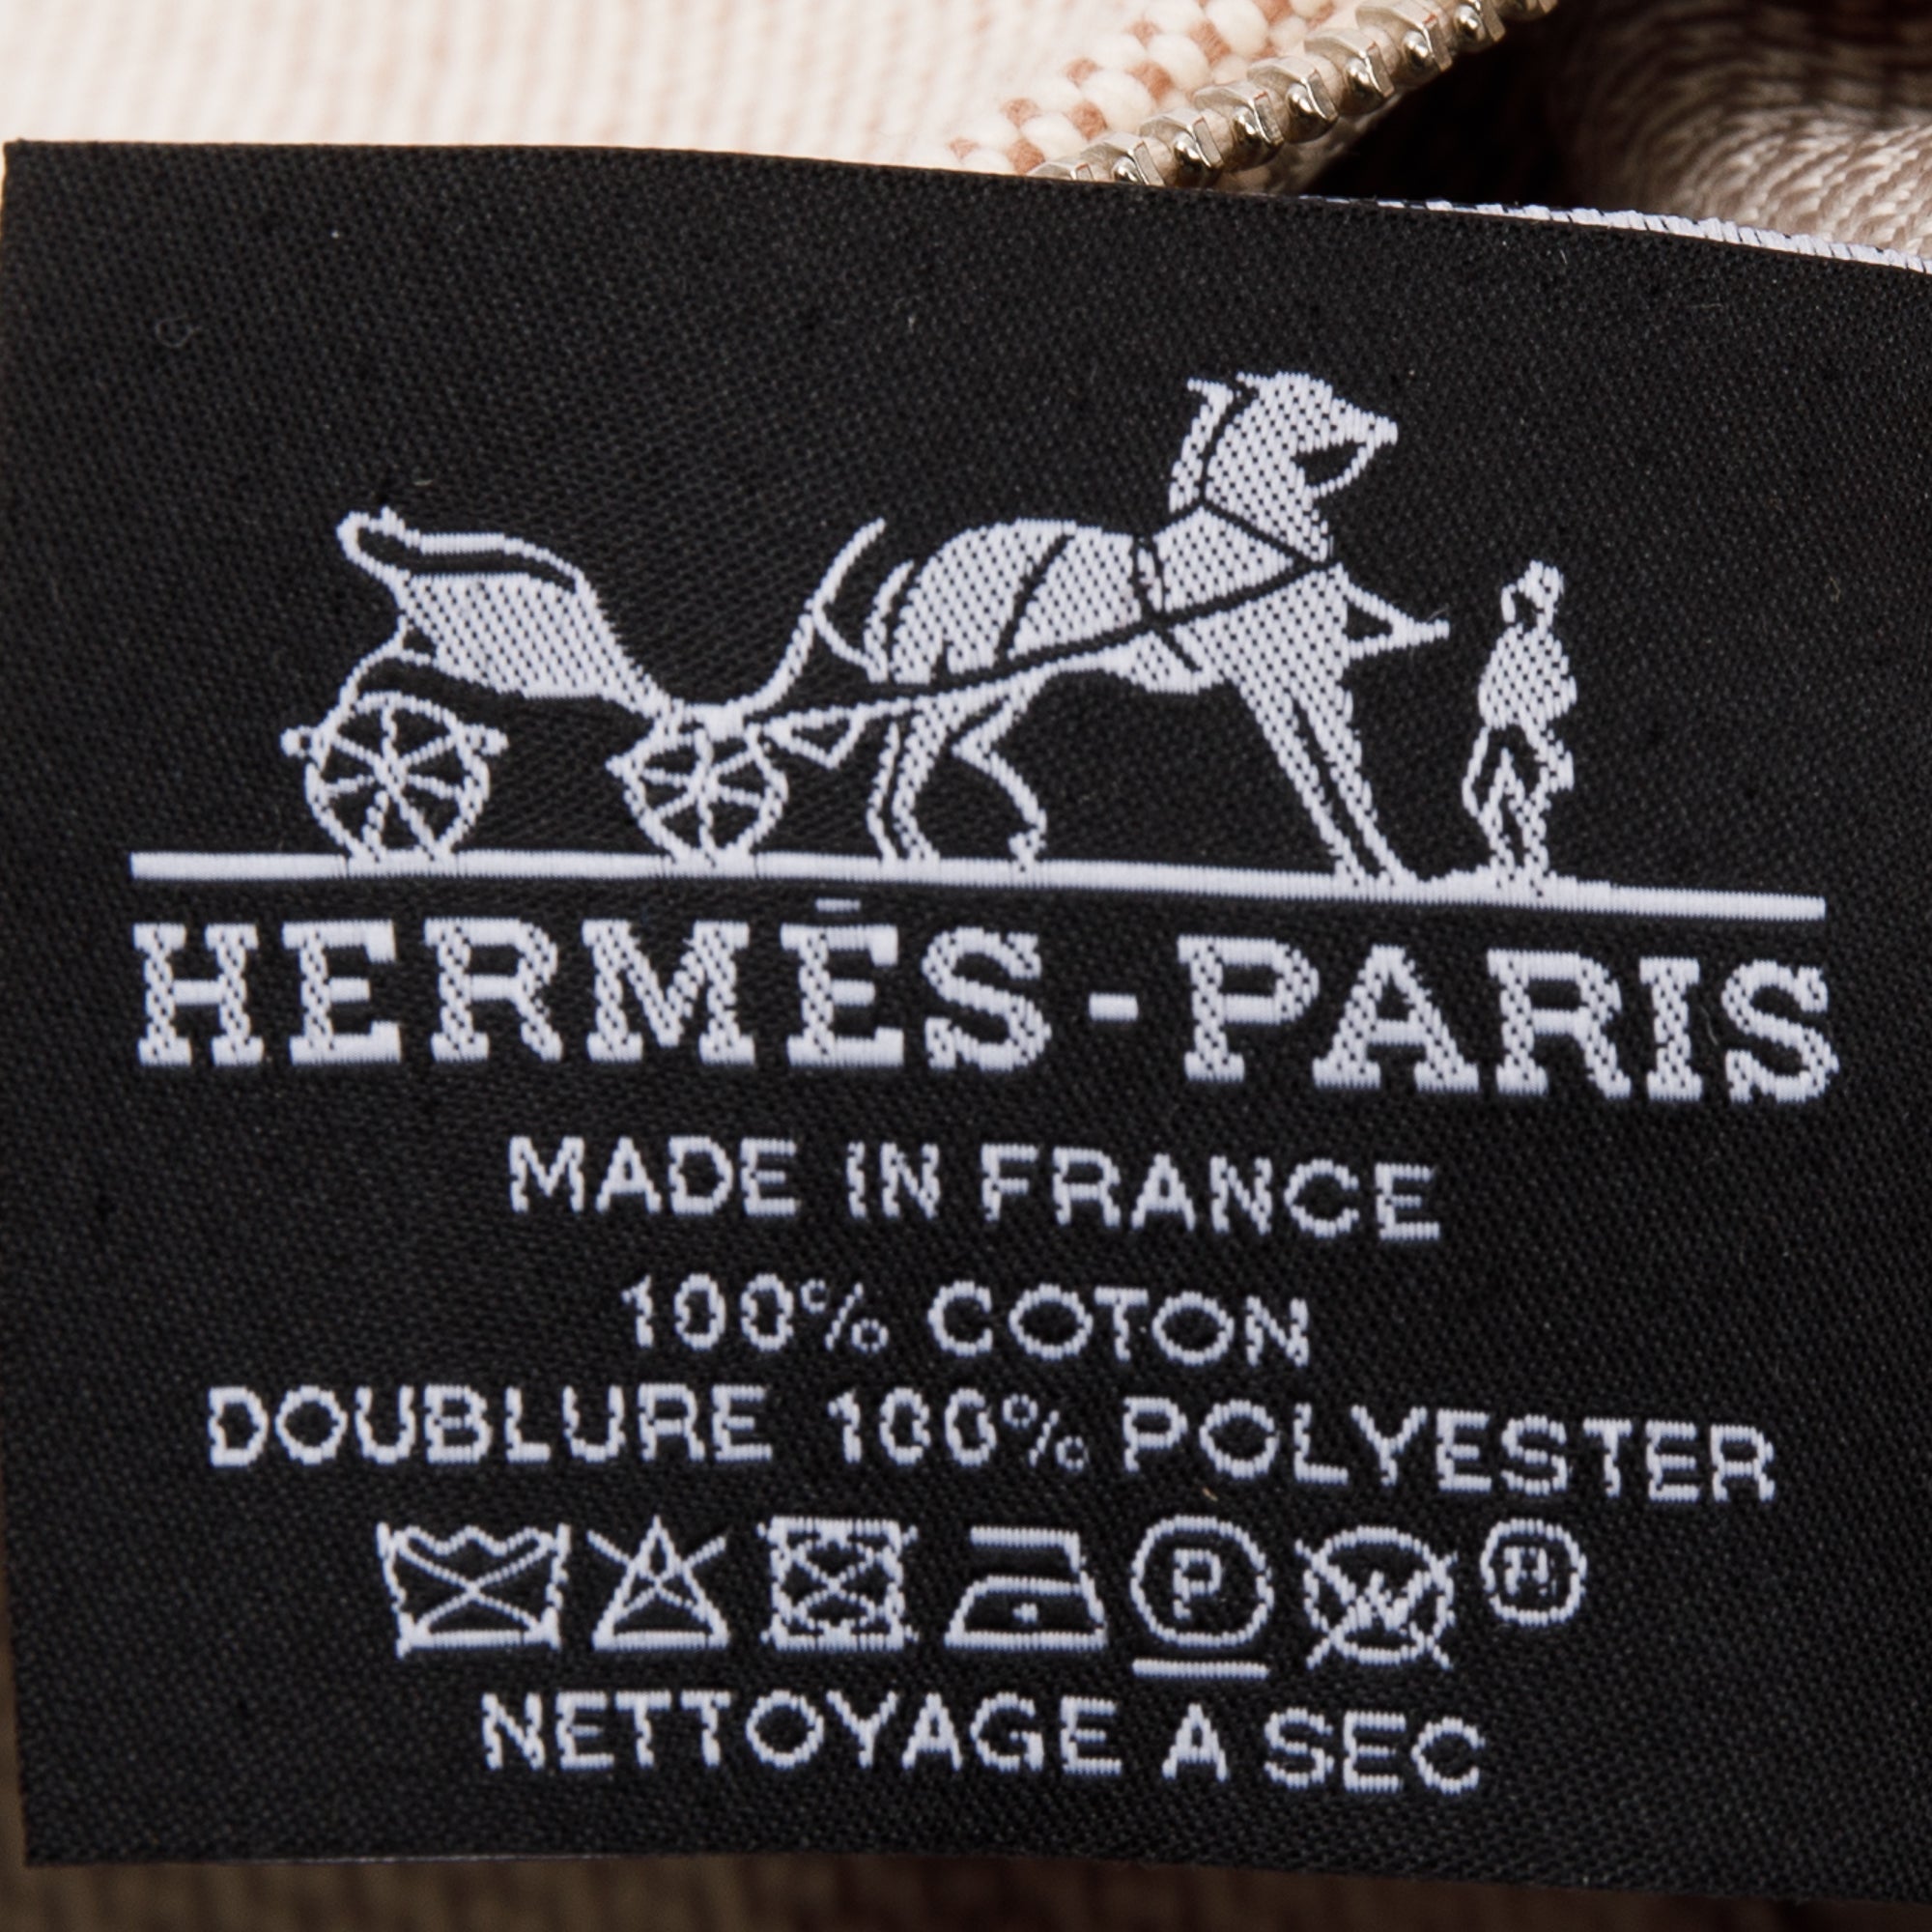 HERMÈS-PARIS
MADE IN FRANCE
100% COTON
DOUBLURE 100% POLYESTER
P W
NETTOYAGE A SEC